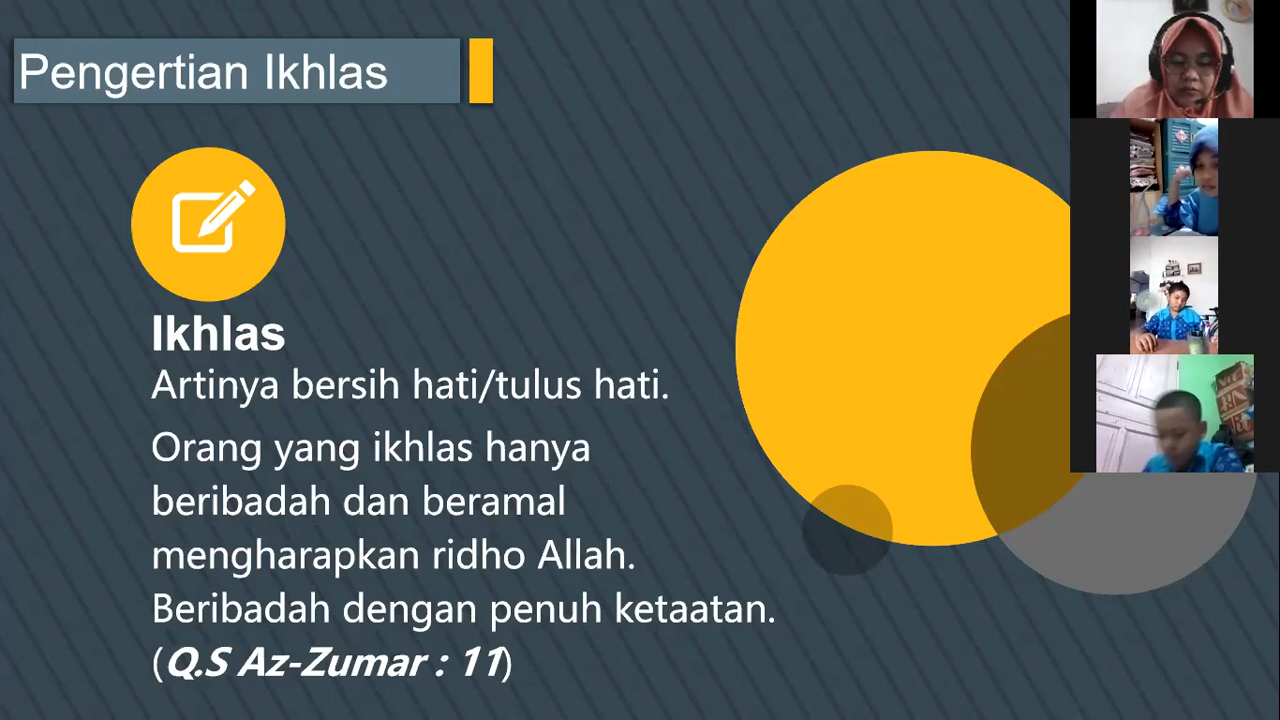 Pengertian Ikhlas
Ikhlas
Artinya bersih hati/tulus hati.
Orang yang ikhlas hanya
beribadah dan beramal
mengharapkan ridho Allah.
Beribadah dengan penuh ketaatan.
(Q.S Az-Zumar : 11)